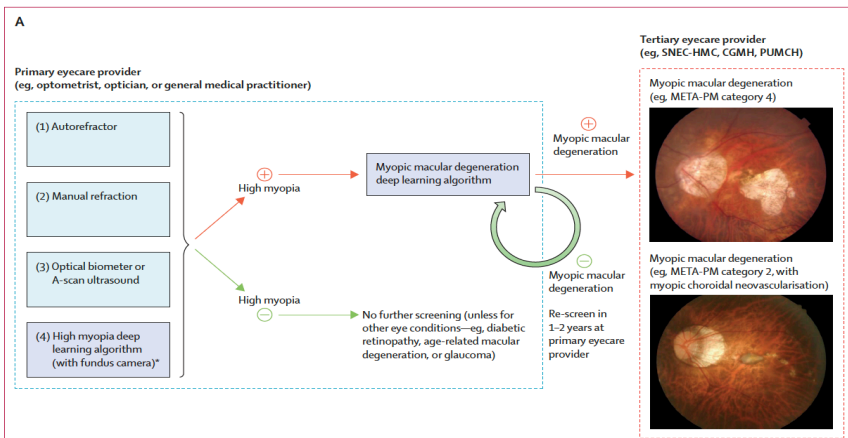 A
Primary eyecare provider
(eg, optometrist, optician, or general medical practitioner)
(1) Autorefractor
(2) Manual refraction
(3) Optical biometer or
A-scan ultrasound
(4) High myopia deep
learning algorithm
(with fundus camera)*
+
High myopia
High myopia
−
Myopic macular degeneration
deep learning algorithm
No further screening (unless for
other eye conditions—eg, diabetic
retinopathy, age-related macular
degeneration, or glaucoma)
+
Myopic macular
degeneration
−
Myopic macular
degeneration
Re-screen in
1–2 years at
primary eyecare
provider
Tertiary eyecare provider
(eg, SNEC-HMC, CGMH, PUMCH)
Myopic macular degeneration
(eg, META-PM category 4)
Myopic macular degeneration
(eg, META-PM category 2, with
myopic choroidal neovascularisation)